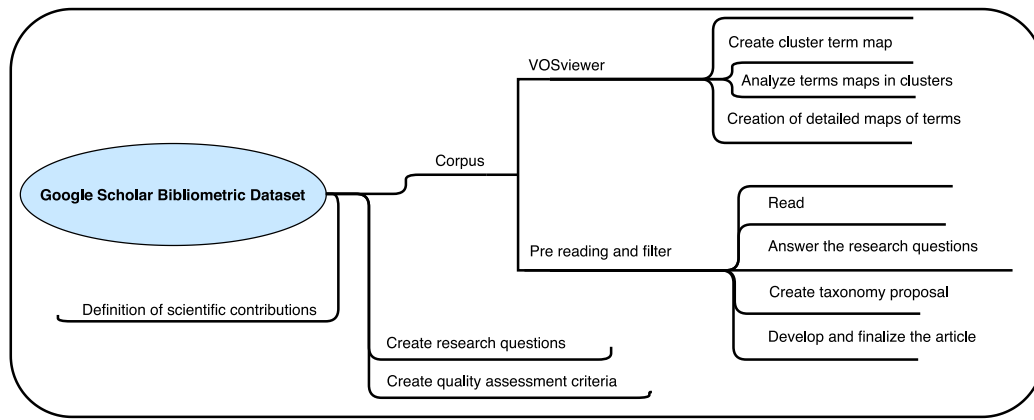 Google Scholar Bibliometric Dataset
Definition of scientific contributions
Create research questions
Create quality assessment criteria
Corpus
VOSviewer
Create cluster term map
Analyze terms maps in clusters
Creation of detailed maps of terms
Pre reading and filter
Read
Answer the research questions
Create taxonomy proposal
Develop and finalize the article